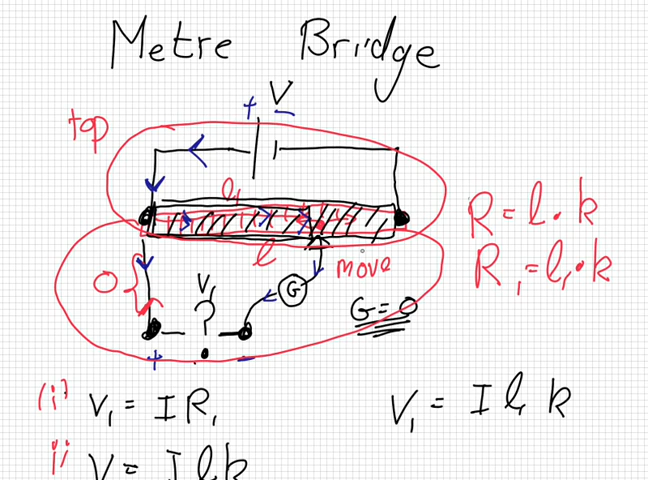 Metre Bridge
top
+ V -
l₁
l
move
R = l · k
R₁ = l₁ · k
O
V₁
?
G
G = 0
+ -
(i) V₁ = I R₁
V₁ = I l₁ k
ii) V = I l k